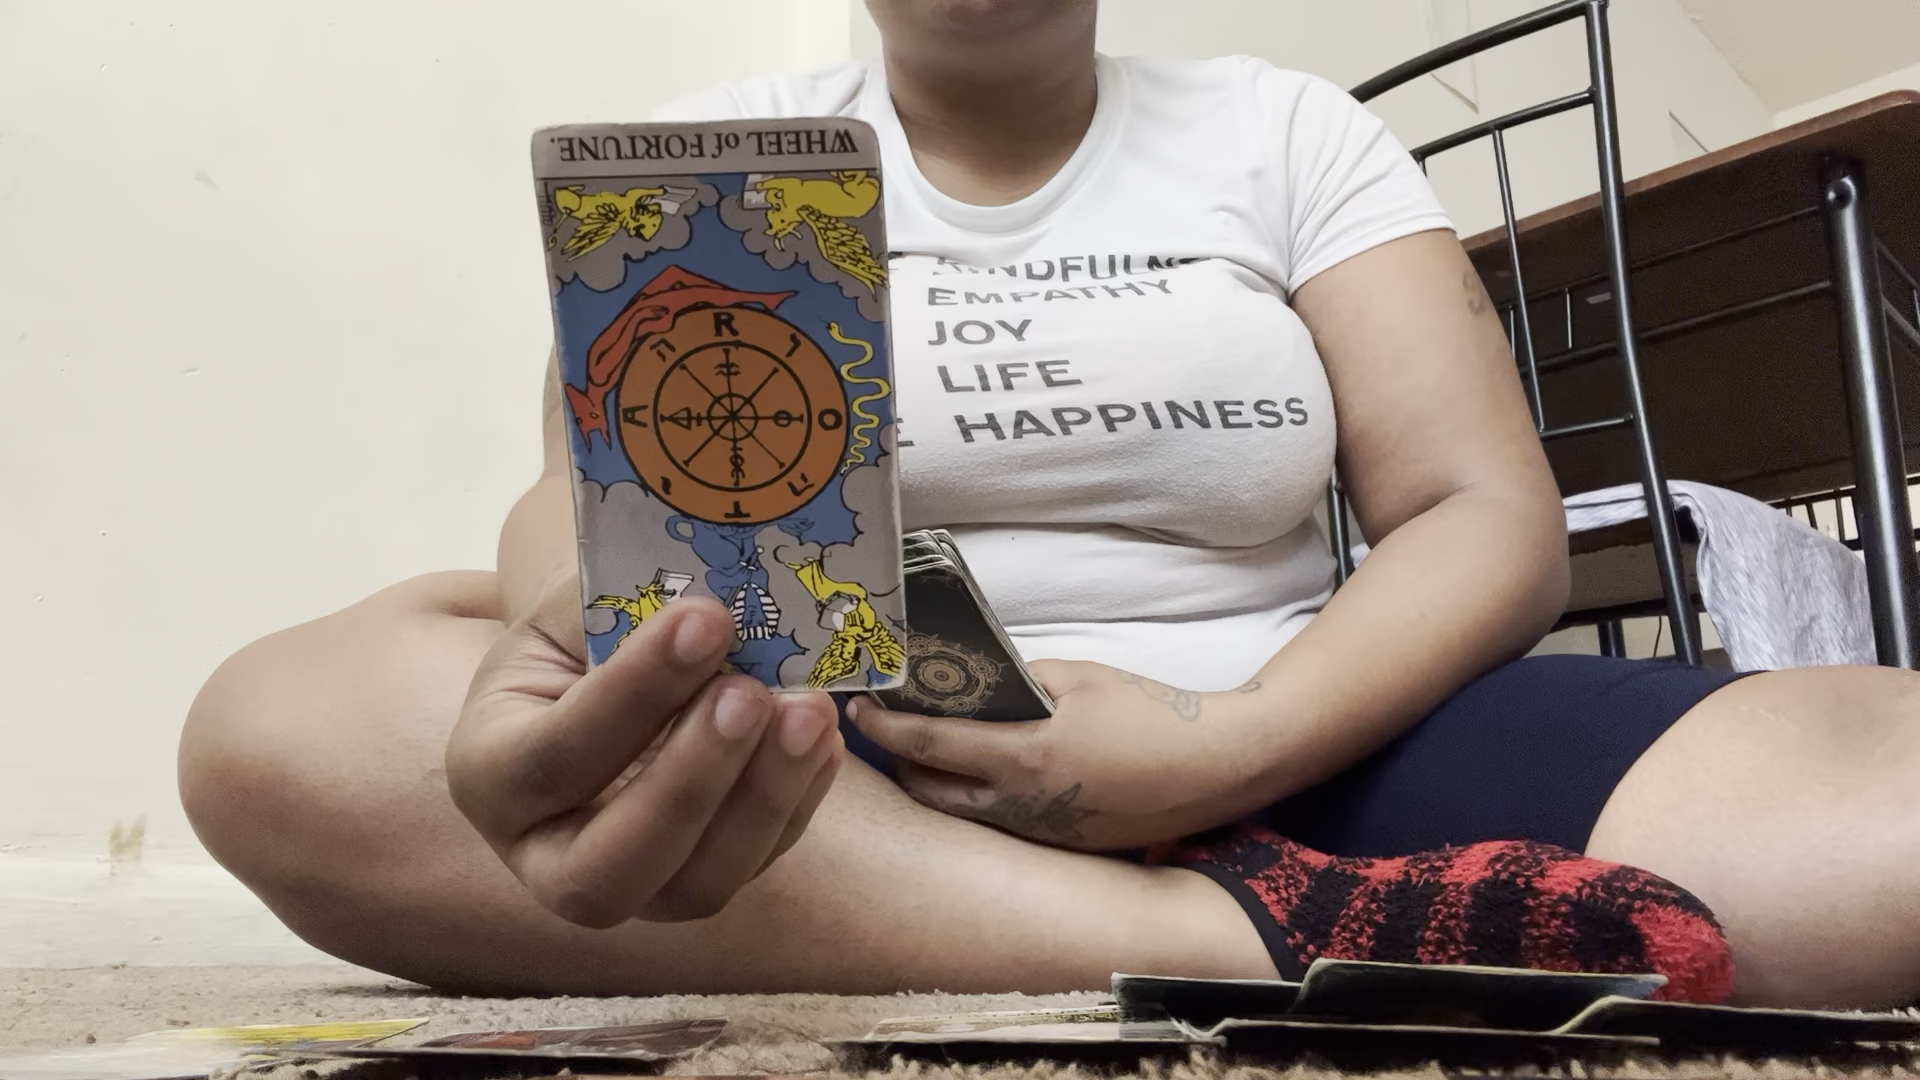 WHEEL of FORTUNE.
R
A
O
T
EMPATHY
JOY
LIFE
HAPPINESS